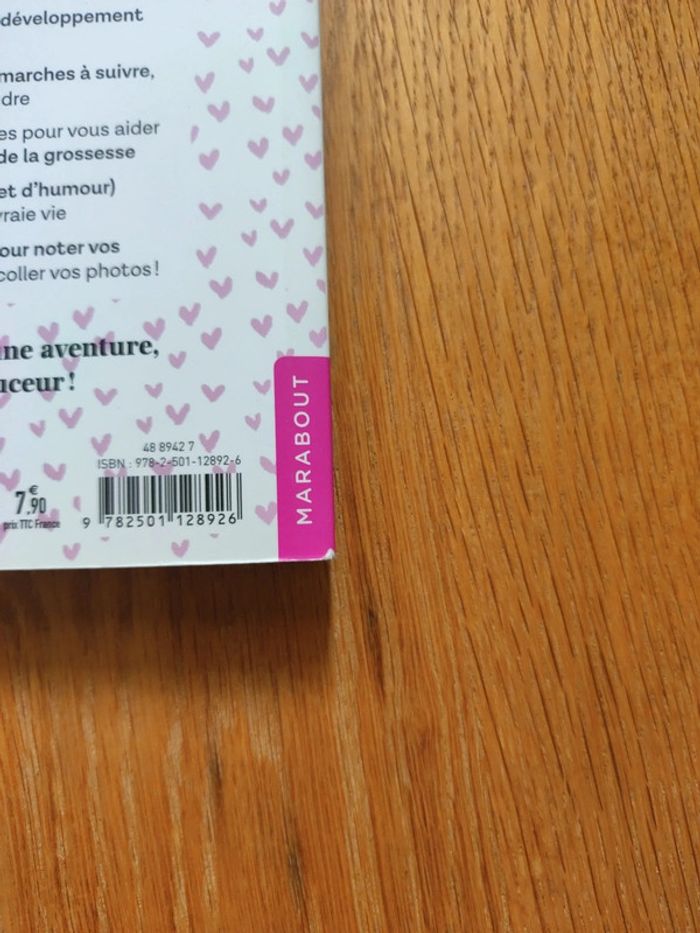 développement
marches à suivre,
dre
es pour vous aider
de la grossesse
et d'humour)
vraie vie
our noter vos
coller vos photos !
ne aventure,
uceur !
48 8942 7
ISBN : 978-2-501-12892-6
7,€90
prix TTC France
9 782501 128926
MARABOUT